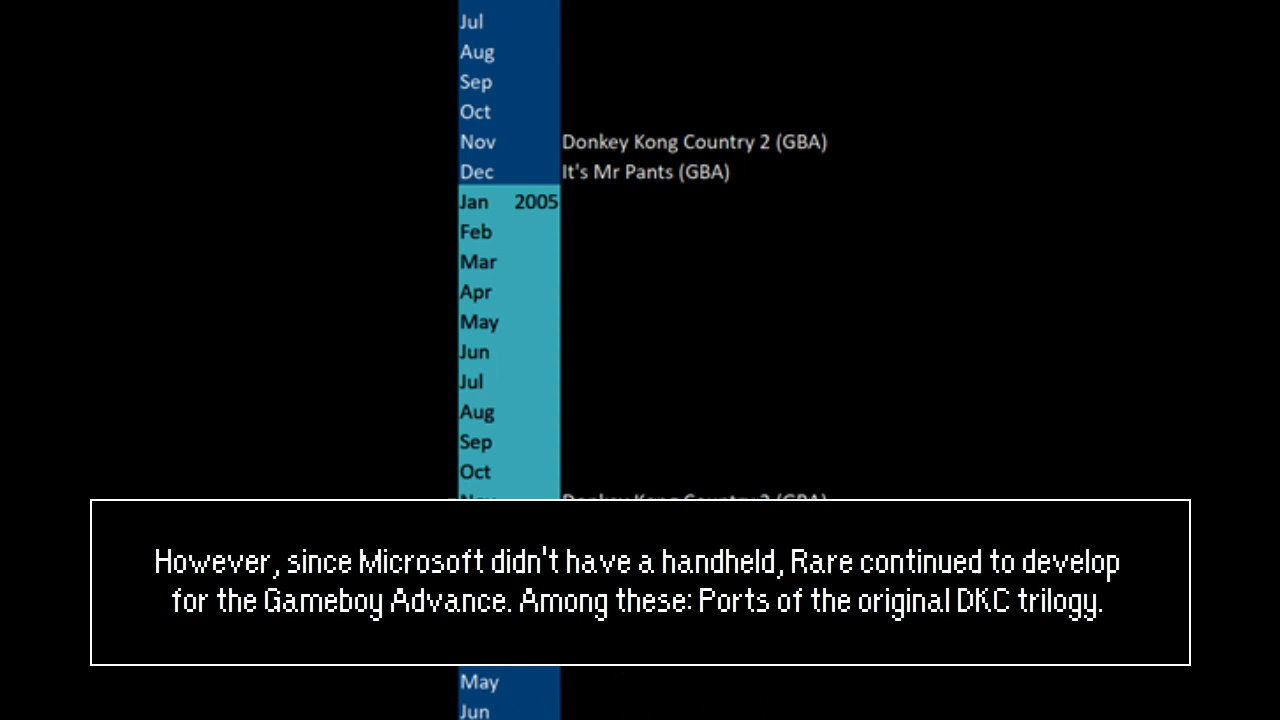 Jul
Aug
Sep
Oct
Nov Donkey Kong Country 2 (GBA)
Dec It's Mr Pants (GBA)
Jan 2005
Feb
Mar
Apr
May
Jun
Jul
Aug
Sep
Oct
However, since Microsoft didn't have a handheld, Rare continued to develop
for the Gameboy Advance. Among these: Ports of the original DKC trilogy.
May
Jun